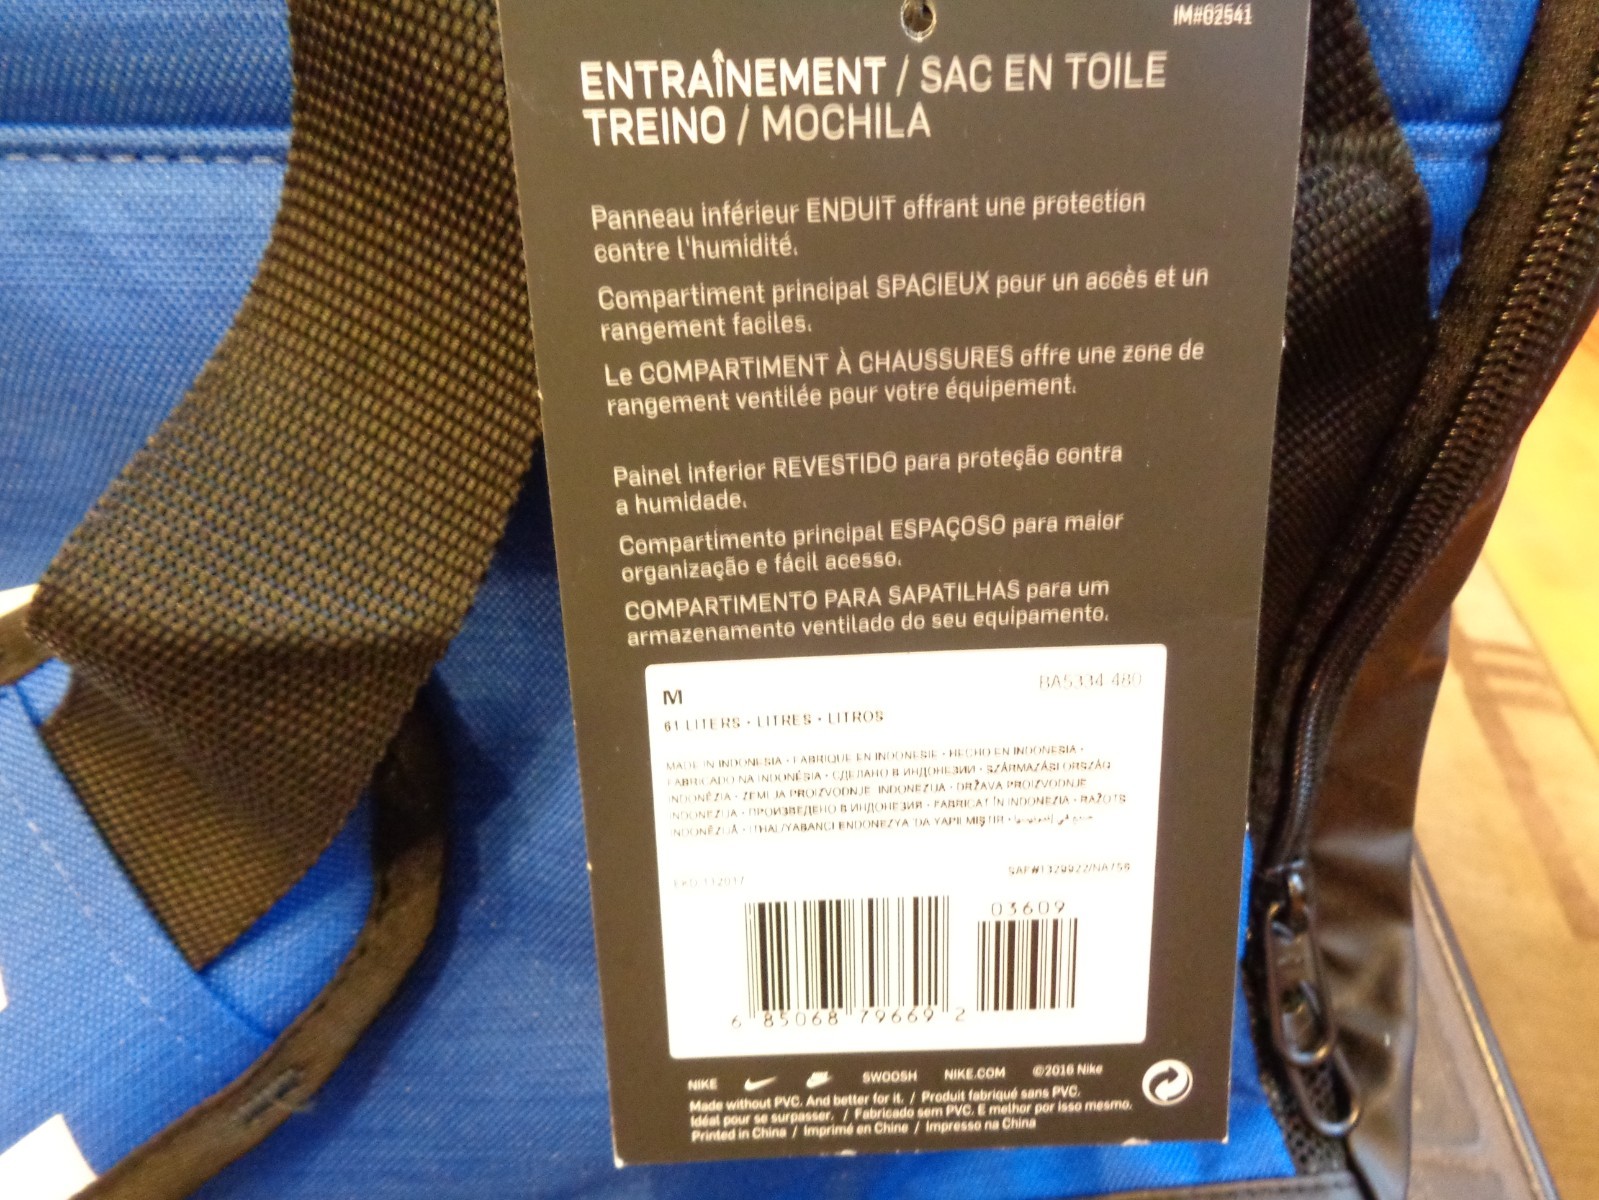 IM#02541
ENTRAÎNEMENT / SAC EN TOILE
TREINO / MOCHILA
Panneau inférieur ENDUIT offrant une protection
contre l'humidité.
Compartiment principal SPACIEUX pour un accès et un
rangement faciles.
Le COMPARTIMENT À CHAUSSURES offre une zone de
rangement ventilée pour votre équipement.
Painel inferior REVESTIDO para proteção contra
a humidade.
Compartimento principal ESPAÇOSO para maior
organização e fácil acesso.
COMPARTIMENTO PARA SAPATILHAS para um
armazenamento ventilado do seu equipamento.
M
BA5334 480
61 LITERS · LITRES · LITROS
MADE IN INDONESIA · FABRIQUE EN INDONESIE · HECHO EN INDONESIA ·
FABRICADO NA INDONÉSIA · СДЕЛАНО В ИНДОНЕЗИИ · SZÁRMAZÁSI ORSZÁG
INDONÉZIA · ZEMLJA PROIZVODNJE INDONEZIJA · DRŽAVA PROIZVODNJE
INDONEZIJA · ПРОИЗВЕДЕНО В ИНДОНЕЗИЯ · FABRICAT ÎN INDONEZIA · RAŽOTS
INDONĒZIJĀ · ITHAL/YABANCI ENDONEZYA'DA YAPILMIŞTIR ·
03609
6 85068 79669 2
NIKE SWOOSH NIKE.COM ©2016 Nike
Made without PVC. And better for it. / Produit fabriqué sans PVC.
Idéal pour se surpasser. / Fabricado sem PVC. E melhor por isso mesmo.
Printed in China / Imprimé en Chine / Impresso na China